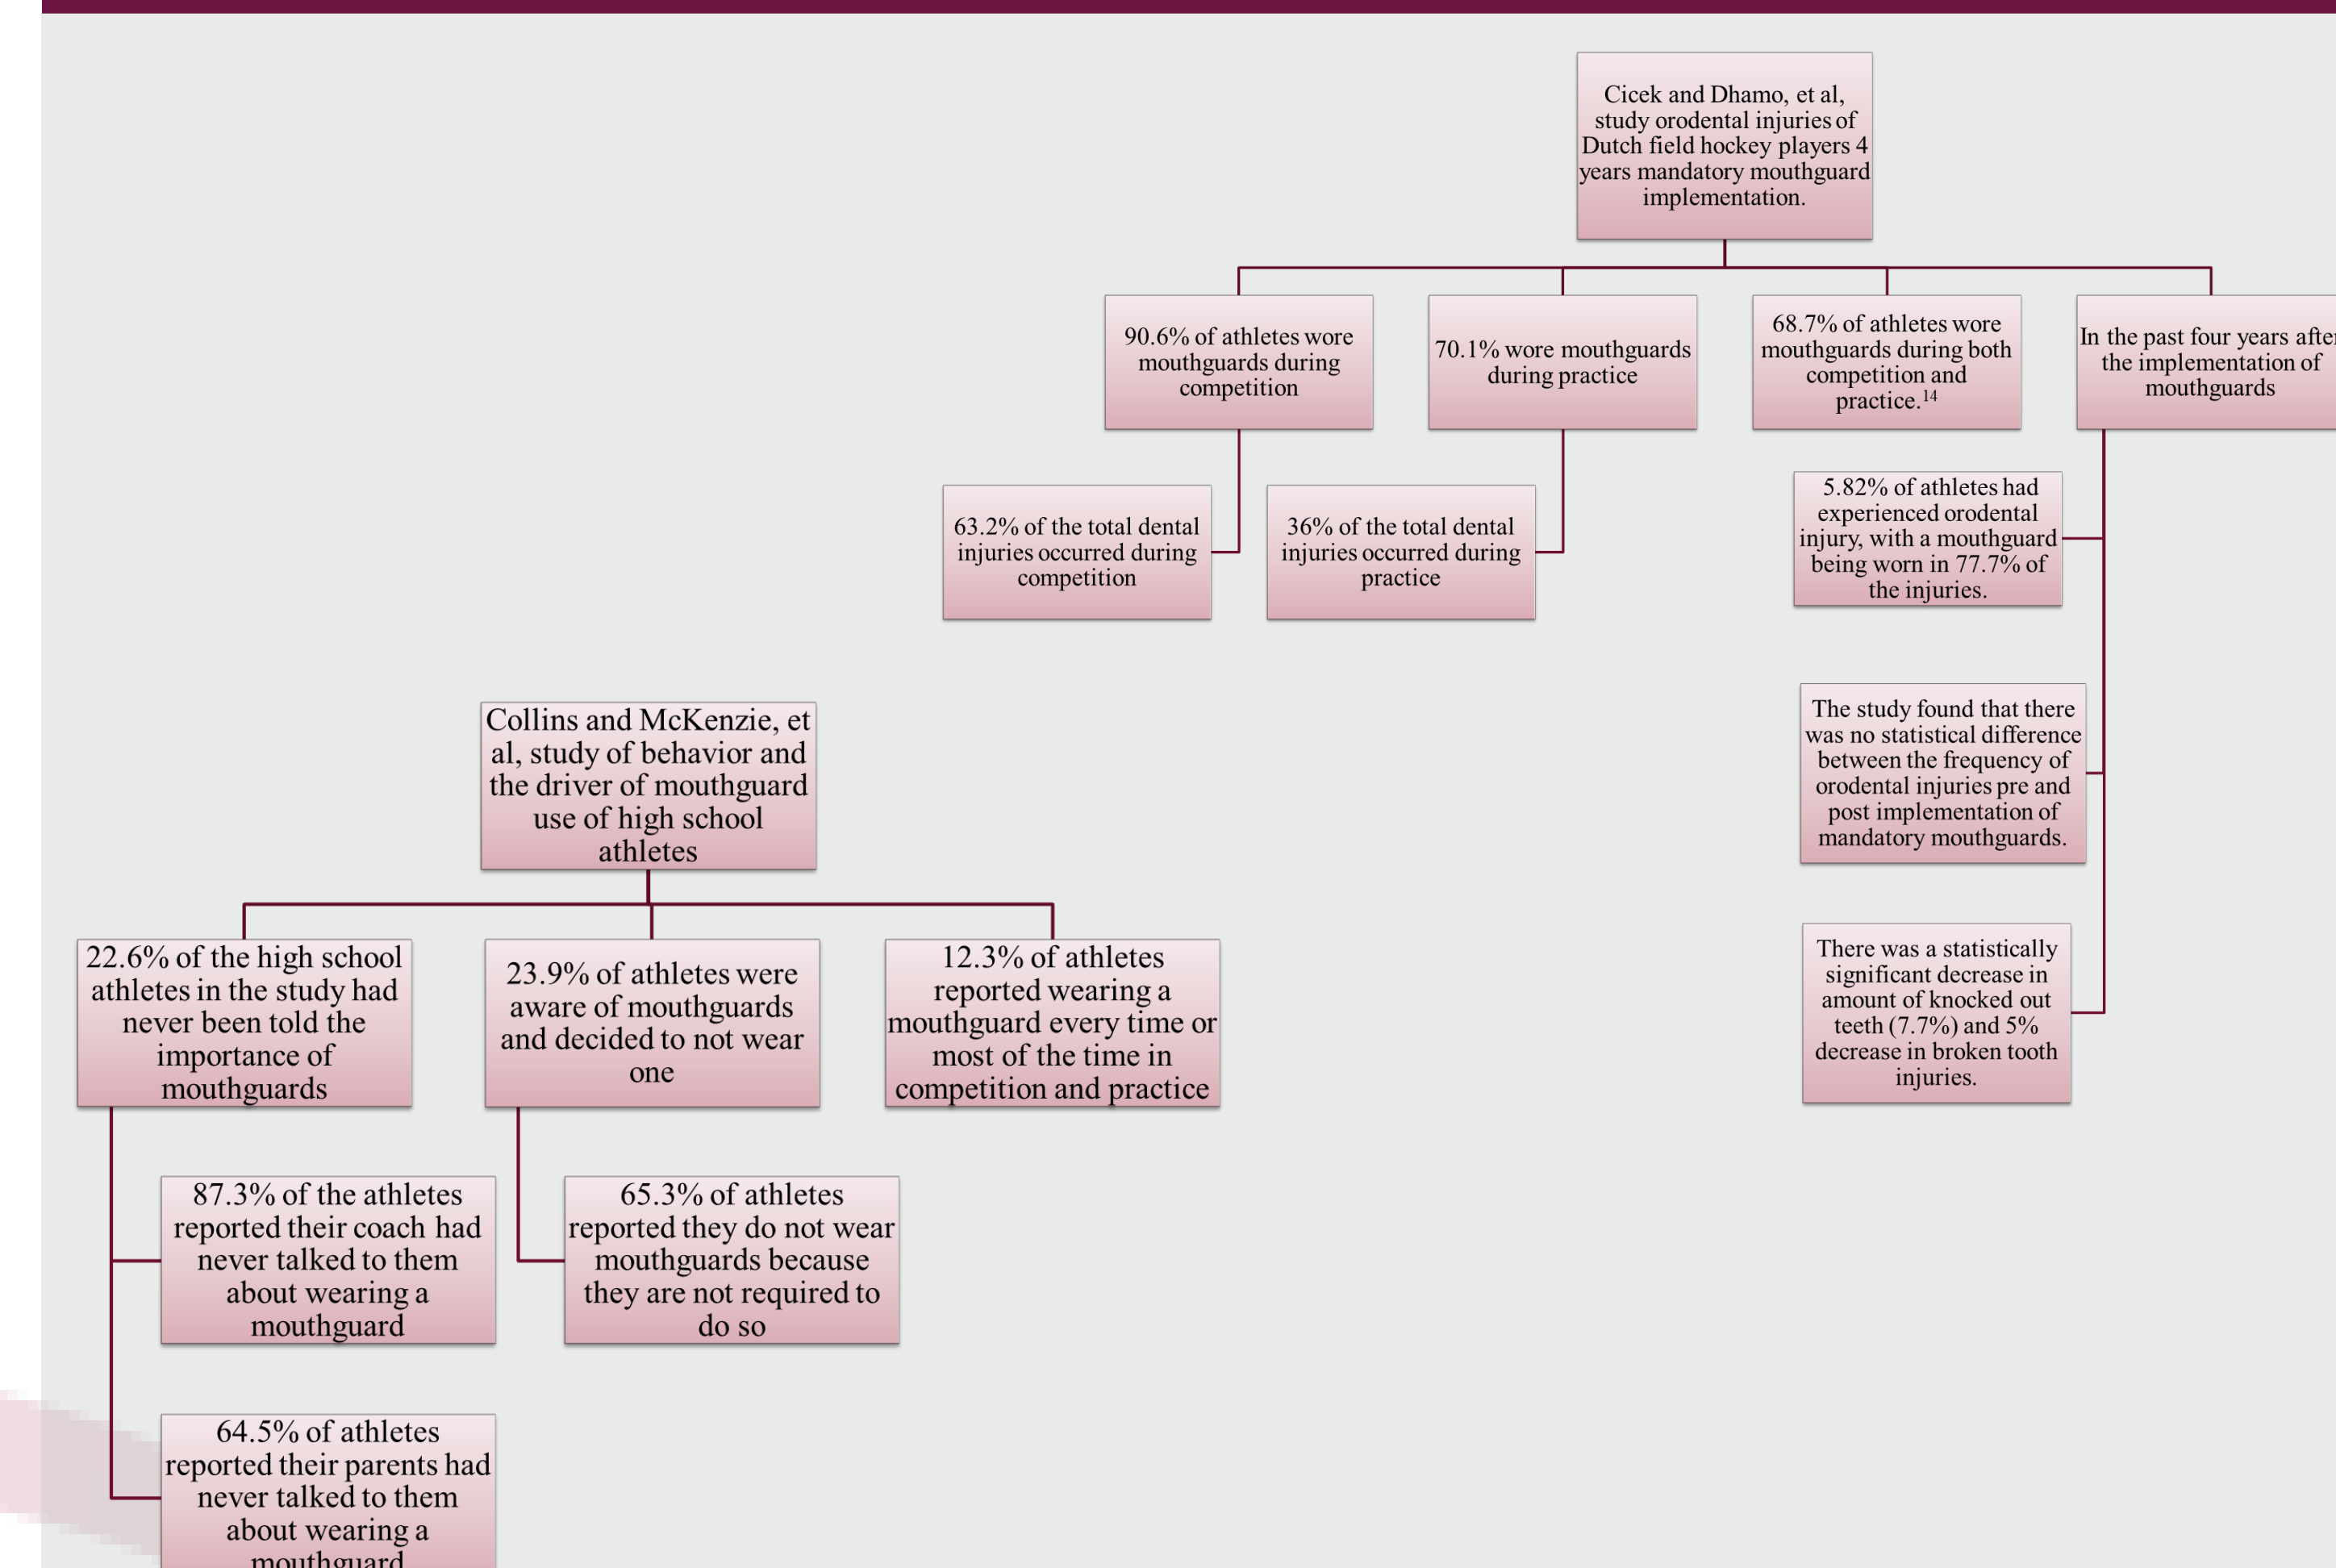 Cicek and Dhamo, et al,
study orodental injuries of
Dutch field hockey players 4
years mandatory mouthguard
implementation.
90.6% of athletes wore
mouthguards during
competition
70.1% wore mouthguards
during practice
68.7% of athletes wore
mouthguards during both
competition and
practice.¹⁴
In the past four years after
the implementation of
mouthguards
63.2% of the total dental
injuries occurred during
competition
36% of the total dental
injuries occurred during
practice
5.82% of athletes had
experienced orodental
injury, with a mouthguard
being worn in 77.7% of
the injuries.
The study found that there
was no statistical difference
between the frequency of
orodental injuries pre and
post implementation of
mandatory mouthguards.
There was a statistically
significant decrease in
amount of knocked out
teeth (7.7%) and 5%
decrease in broken tooth
injuries.
Collins and McKenzie, et
al, study of behavior and
the driver of mouthguard
use of high school
athletes
22.6% of the high school
athletes in the study had
never been told the
importance of
mouthguards
23.9% of athletes were
aware of mouthguards
and decided to not wear
one
12.3% of athletes
reported wearing a
mouthguard every time or
most of the time in
competition and practice
87.3% of the athletes
reported their coach had
never talked to them
about wearing a
mouthguard
65.3% of athletes
reported they do not wear
mouthguards because
they are not required to
do so
64.5% of athletes
reported their parents had
never talked to them
about wearing a
mouthguard